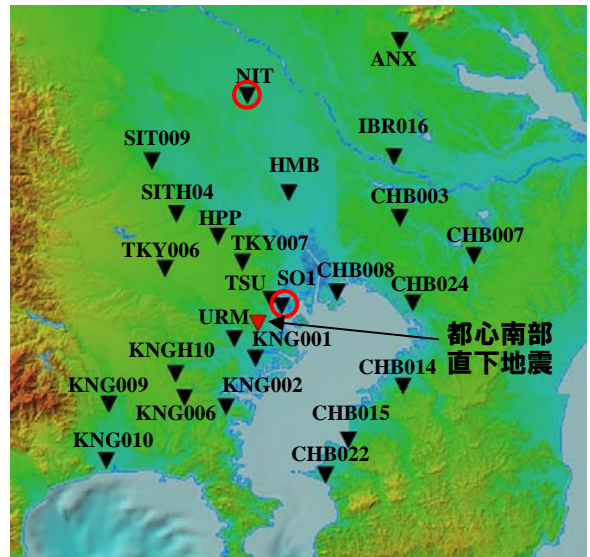 ANX
NIT
IBR016
SIT009
HMB
SITH04
CHB003
HPP
TKY007
CHB007
TKY006
TSU
SO1
CHB008
CHB024
URM
KNG001
都心南部
直下地震
KNGH10
CHB014
KNG009
KNG002
KNG006
CHB015
KNG010
CHB022